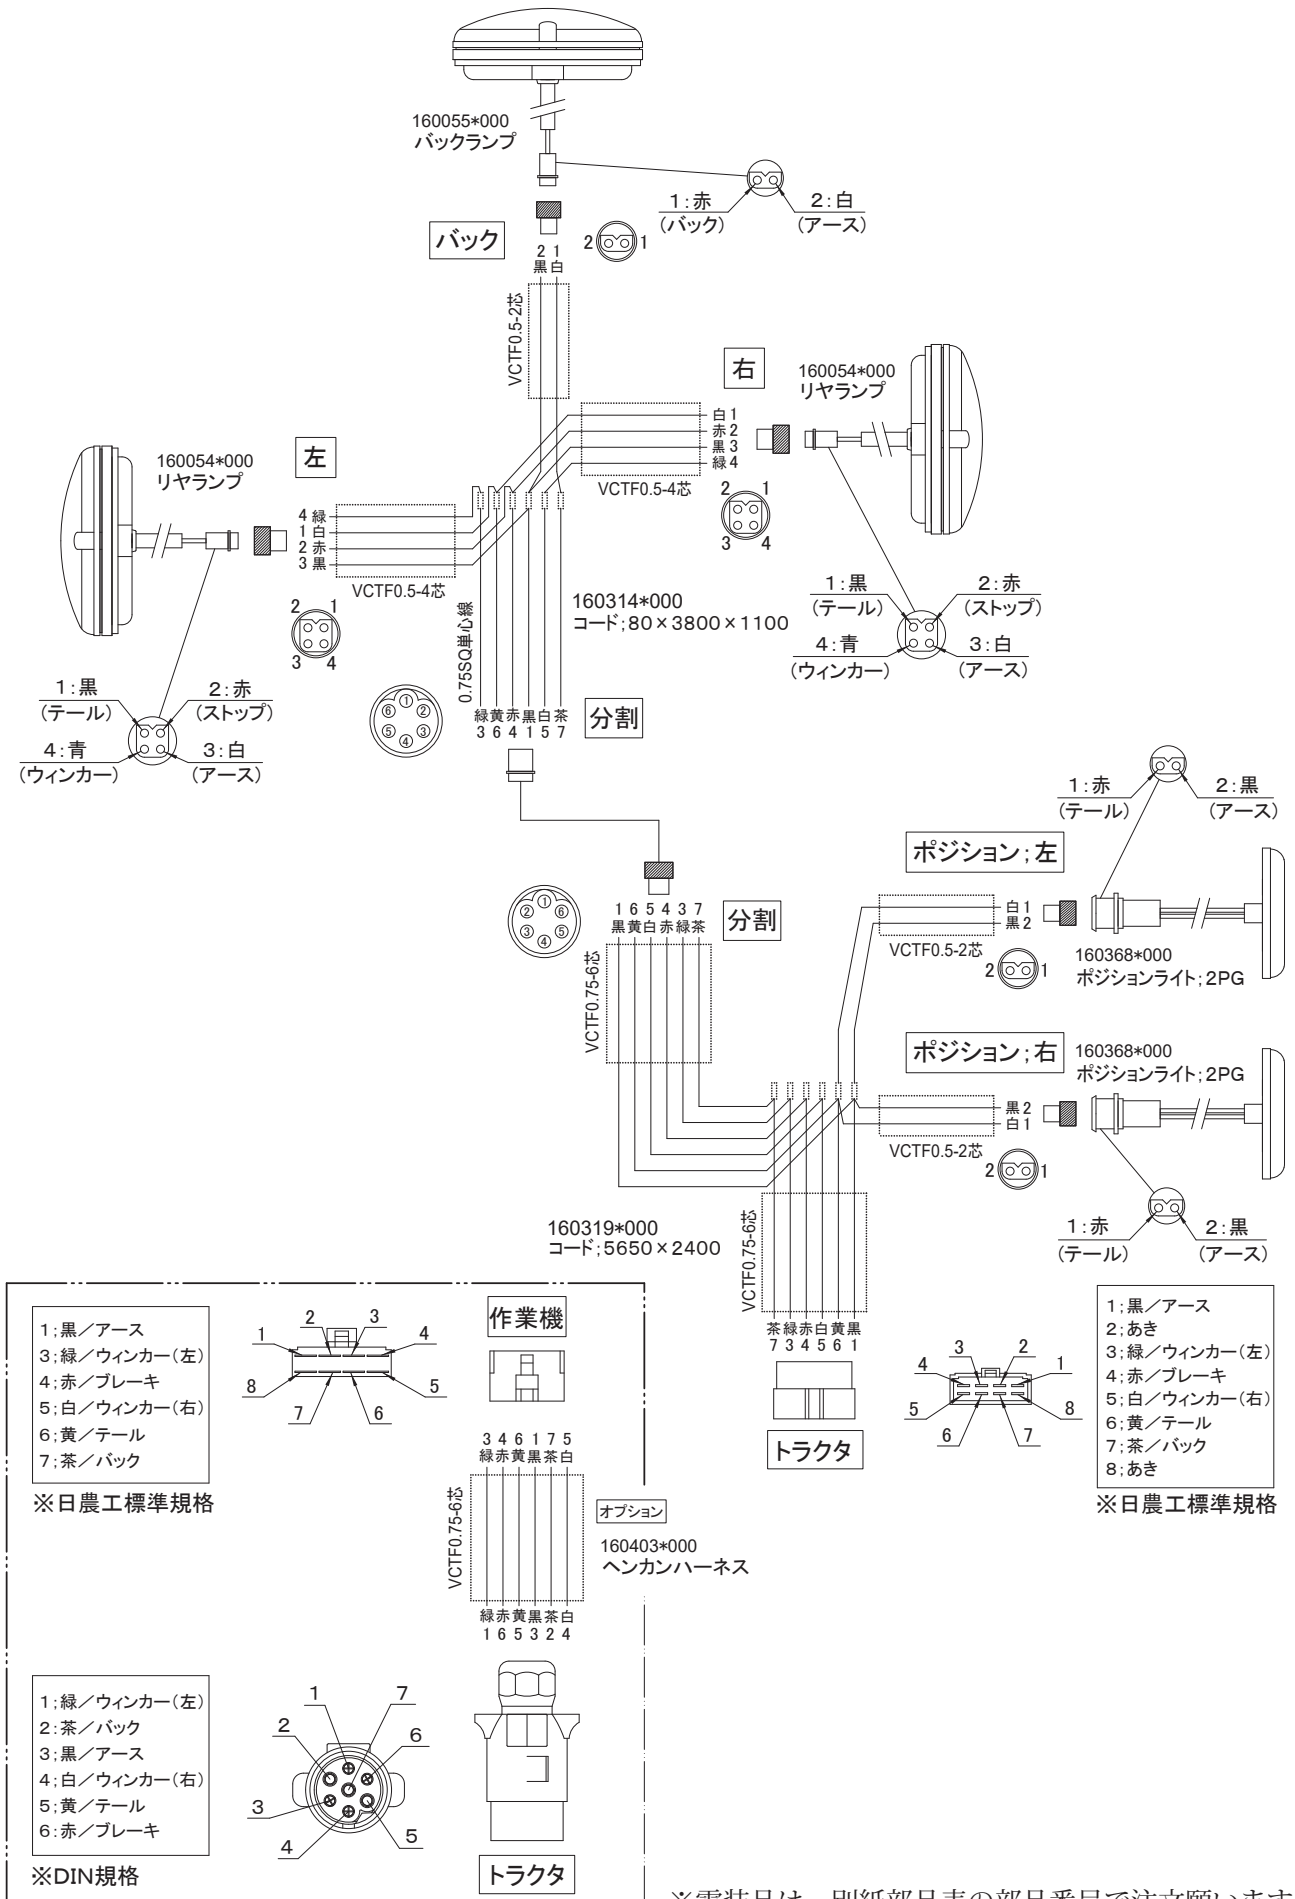 160055*000
バックランプ
1:赤
(バック)
2:白
(アース)
バック
2 1
2 1
黒 白
VCTF0.5-2芯
右
160054*000
リヤランプ
白 1
赤 2
黒 3
緑 4
VCTF0.5-4芯
2 1
3 4
1:黒
(テール)
2:赤
(ストップ)
4:青
(ウィンカー)
3:白
(アース)
左
160054*000
リヤランプ
4 緑
1 白
2 赤
3 黒
VCTF0.5-4芯
2 1
3 4
1:黒
(テール)
2:赤
(ストップ)
4:青
(ウィンカー)
3:白
(アース)
160314*000
コード;80×3800×1100
0.75SQ単心線
① ② ③ ④ ⑤ ⑥
緑 黄 赤 黒 白 茶
3 6 4 1 5 7
分割
① ② ③ ④ ⑤ ⑥
1 6 5 4 3 7
黒 黄 白 赤 緑 茶
分割
VCTF0.75-6芯
1:赤
(テール)
2:黒
(アース)
ポジション;左
白 1
黒 2
VCTF0.5-2芯
2 1
160368*000
ポジションライト;2PG
ポジション;右
160368*000
ポジションライト;2PG
黒 2
白 1
VCTF0.5-2芯
2 1
1:赤
(テール)
2:黒
(アース)
160319*000
コード;5650×2400
VCTF0.75-6芯
茶 緑 赤 白 黄 黒
7 3 4 5 6 1
トラクタ
4 3 2 1
5 6 7 8
1;黒/アース
2;あき
3;緑/ウィンカー(左)
4;赤/ブレーキ
5;白/ウィンカー(右)
6;黄/テール
7;茶/バック
8;あき
※日農工標準規格
1;黒/アース
3;緑/ウィンカー(左)
4;赤/ブレーキ
5;白/ウィンカー(右)
6;黄/テール
7;茶/バック
※日農工標準規格
1 2 3 4
8 7 6 5
作業機
3 4 6 1 7 5
緑 赤 黄 黒 茶 白
VCTF0.75-6芯
オプション
160403*000
ヘンカンハーネス
緑 赤 黄 黒 茶 白
1 6 5 3 2 4
1;緑/ウィンカー(左)
2:茶/バック
3;黒/アース
4;白/ウィンカー(右)
5;黄/テール
6:赤/ブレーキ
※DIN規格
1 7
2 6
3 5
4
トラクタ